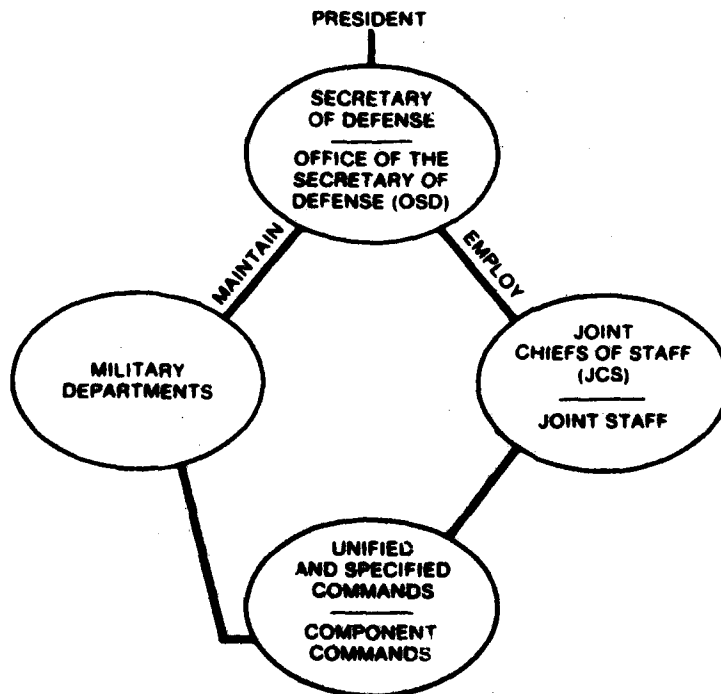 PRESIDENT
SECRETARY
OF DEFENSE
OFFICE OF THE
SECRETARY OF
DEFENSE (OSD)
MAINTAIN
EMPLOY
MILITARY
DEPARTMENTS
JOINT
CHIEFS OF STAFF
(JCS)
JOINT STAFF
UNIFIED
AND SPECIFIED
COMMANDS
COMPONENT
COMMANDS